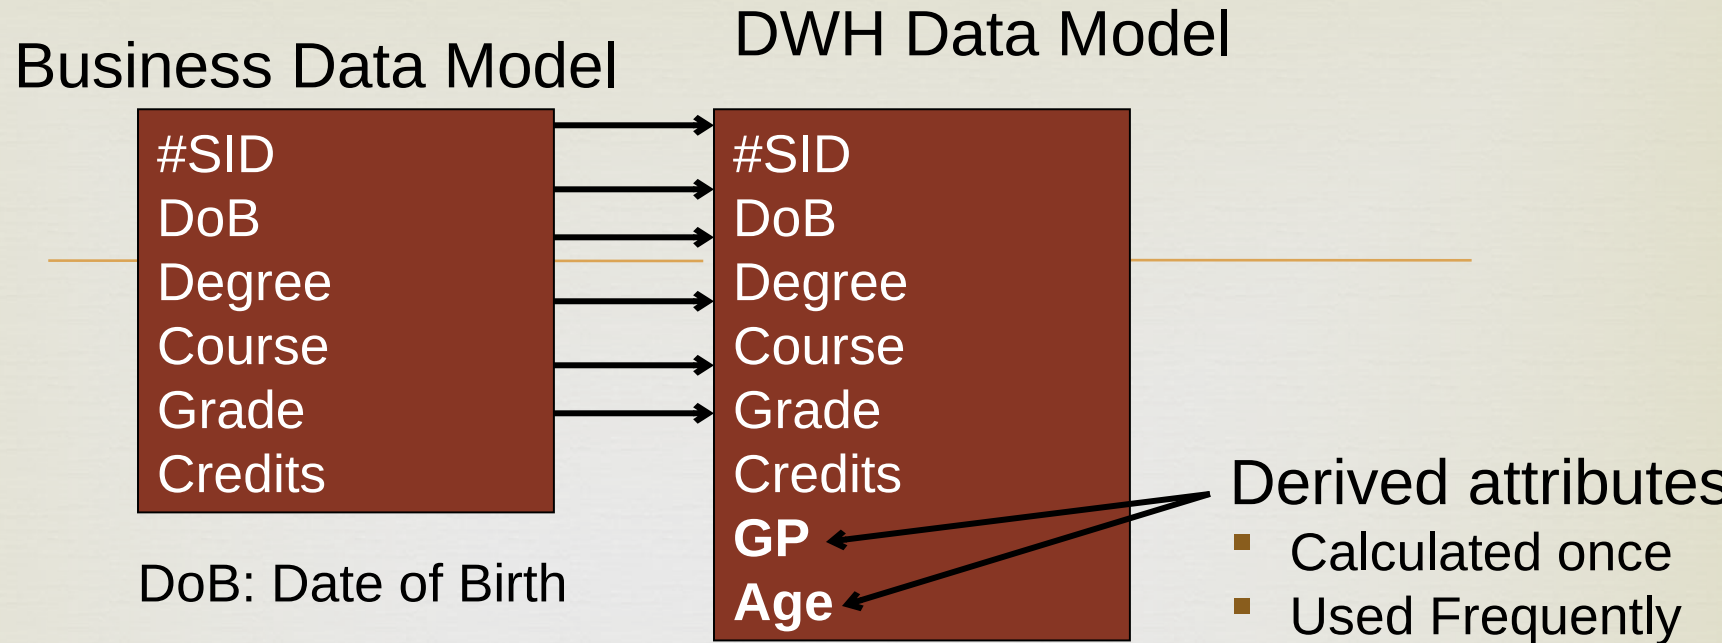 Business Data Model
DWH Data Model
#SID
DoB
Degree
Course
Grade
Credits
DoB: Date of Birth
#SID
DoB
Degree
Course
Grade
Credits
GP
Age
Derived attributes
Calculated once
Used Frequently